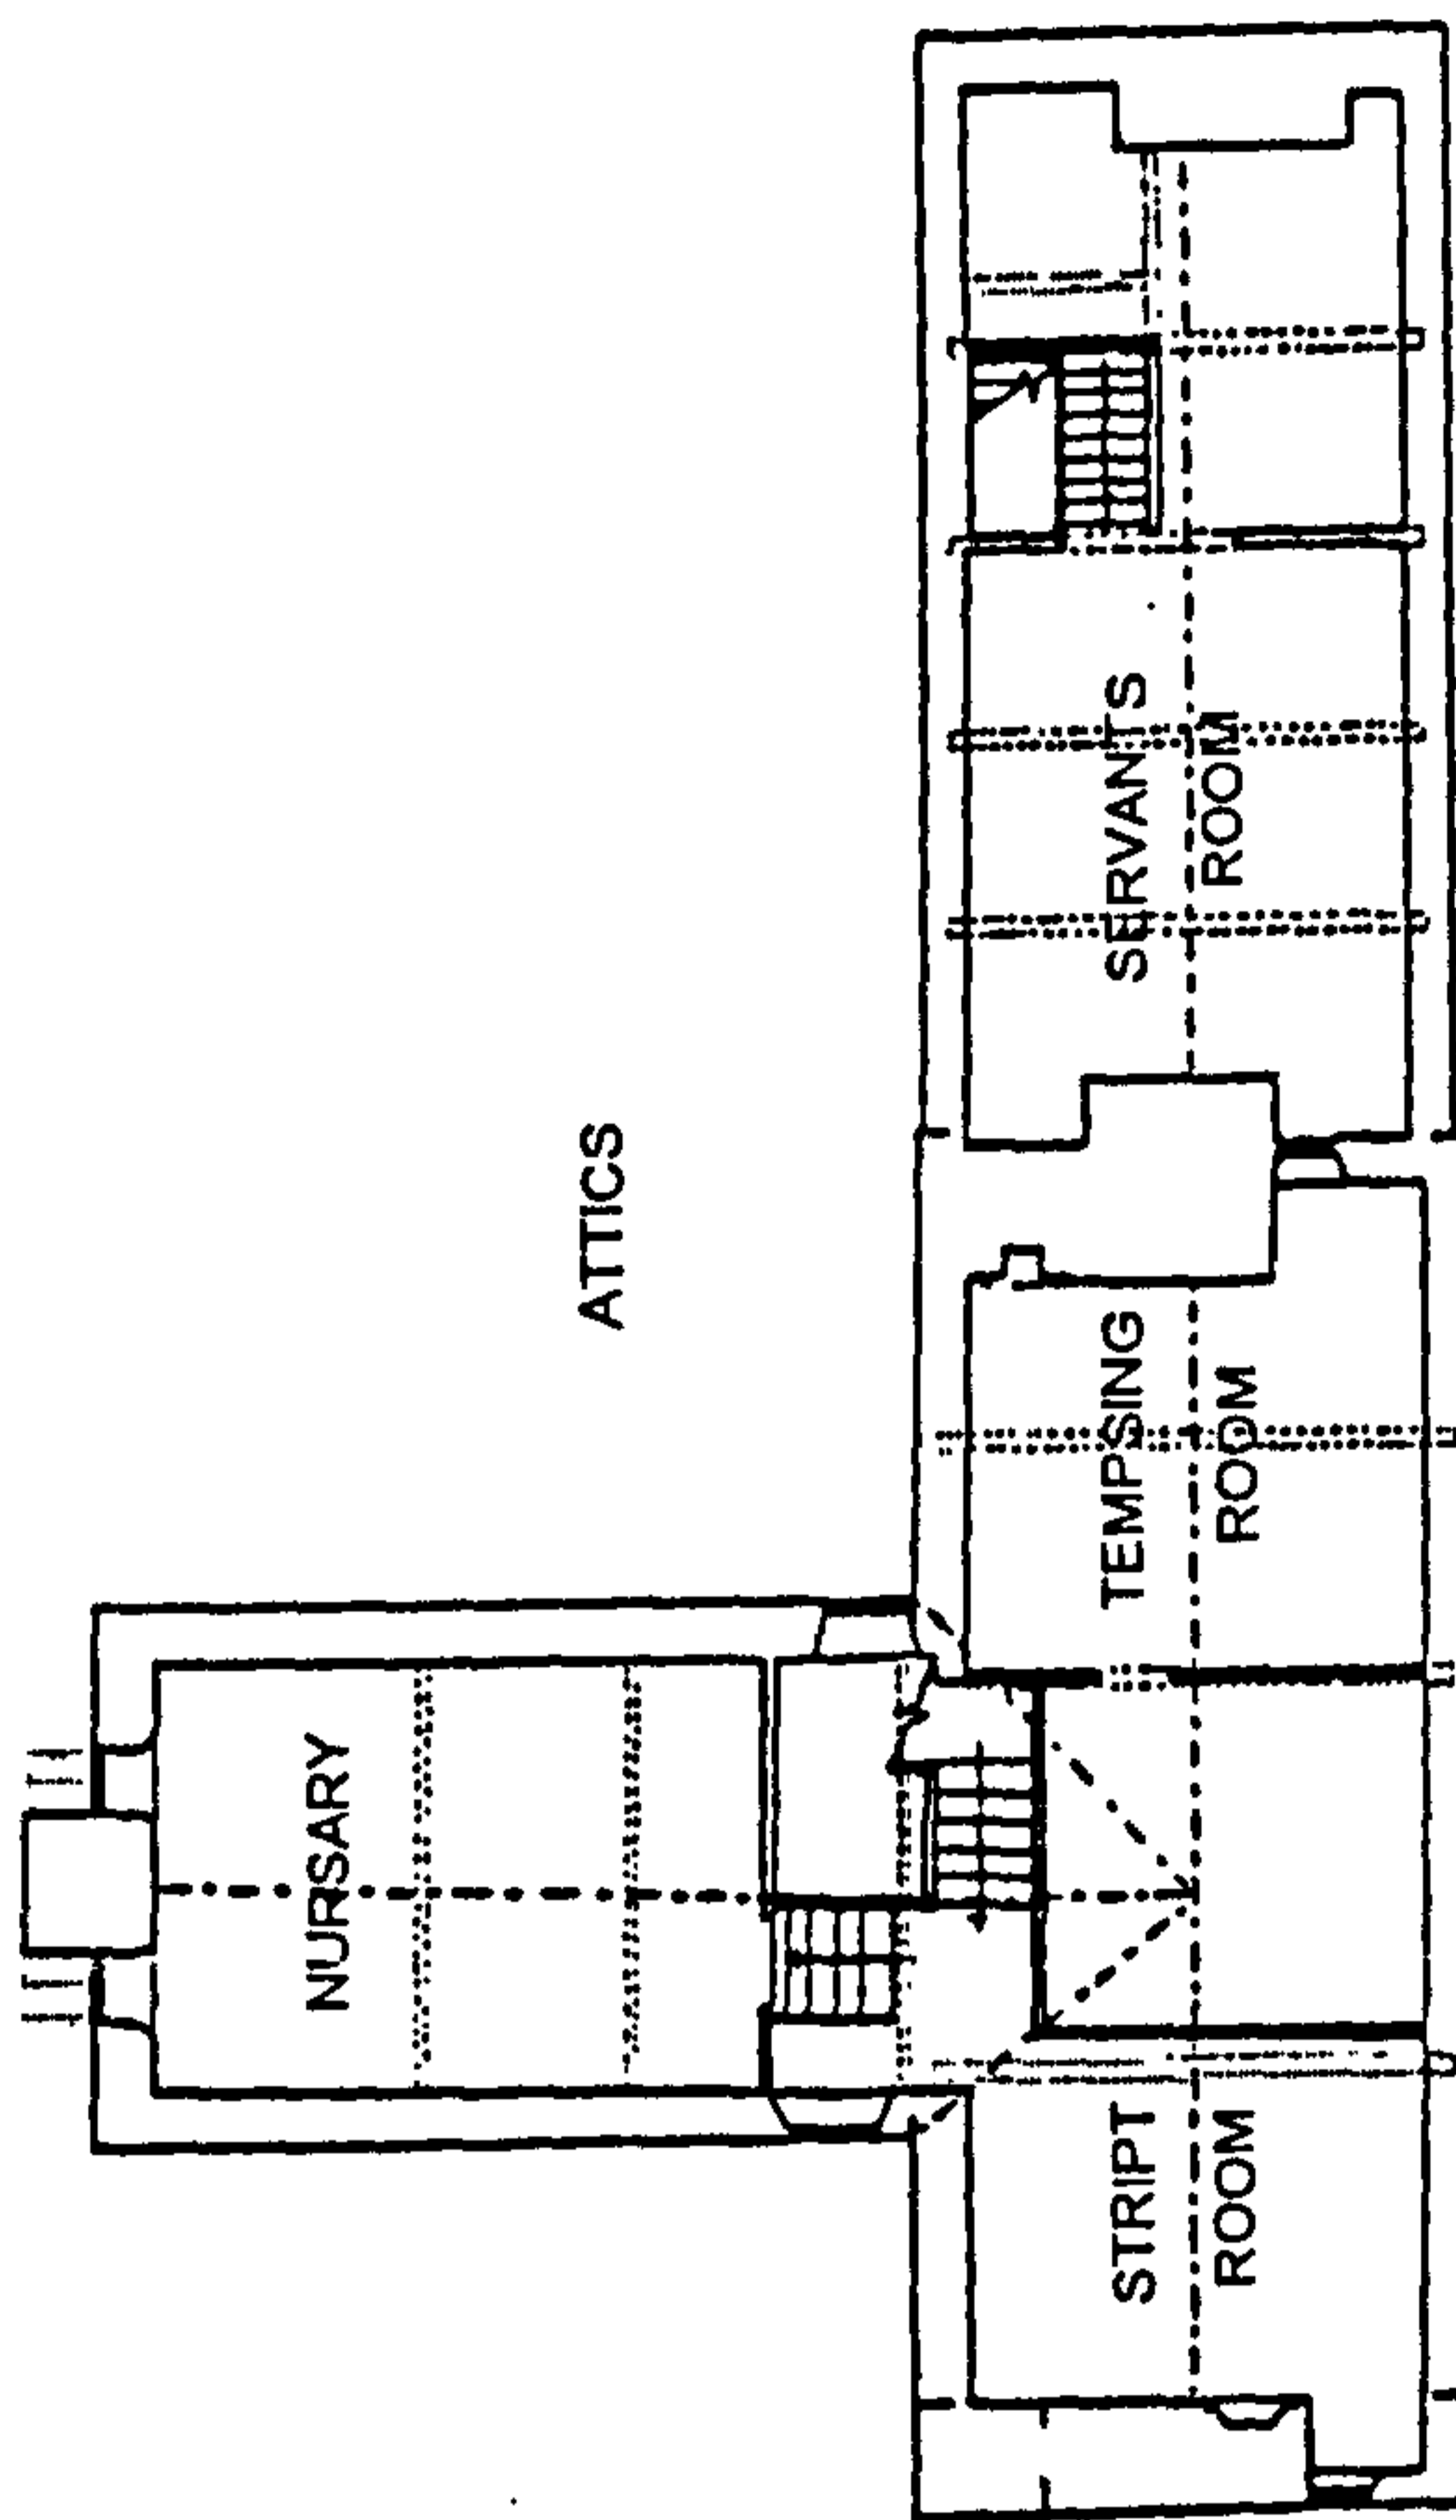 ATTICS
NURSARY
STRIPT
ROOM
TEMPSING
ROOM
SERVANTS
ROOM